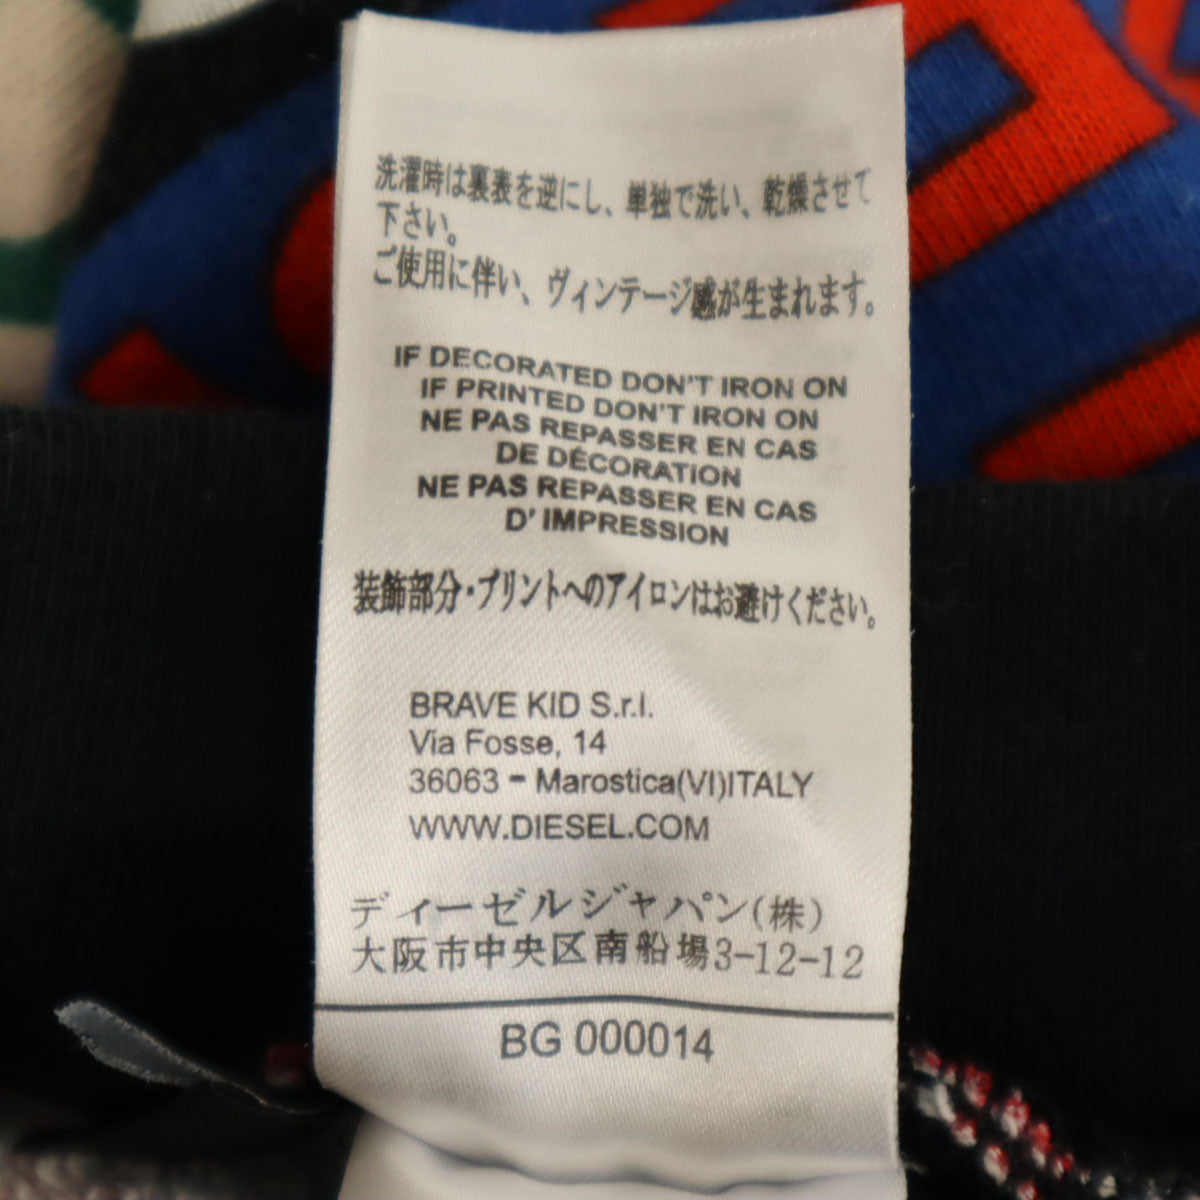 洗濯時は裏表を逆にし、単独で洗い、乾燥させて
下さい。
ご使用に伴い、ヴィンテージ感が生まれます。
IF DECORATED DON'T IRON ON
IF PRINTED DON'T IRON ON
NE PAS REPASSER EN CAS
DE DÉCORATiON
NE PAS REPASSER EN CAS
D' IMPRESSION
装飾部分・プリントへのアイロンはお避けください。
BRAVE KID S.r.l.
Via Fosse, 14
36063 - Marostica(VI)ITALY
WWW.DIESEL.COM
ディーゼルジャパン(株)
大阪市中央区南船場3-12-12
BG 000014